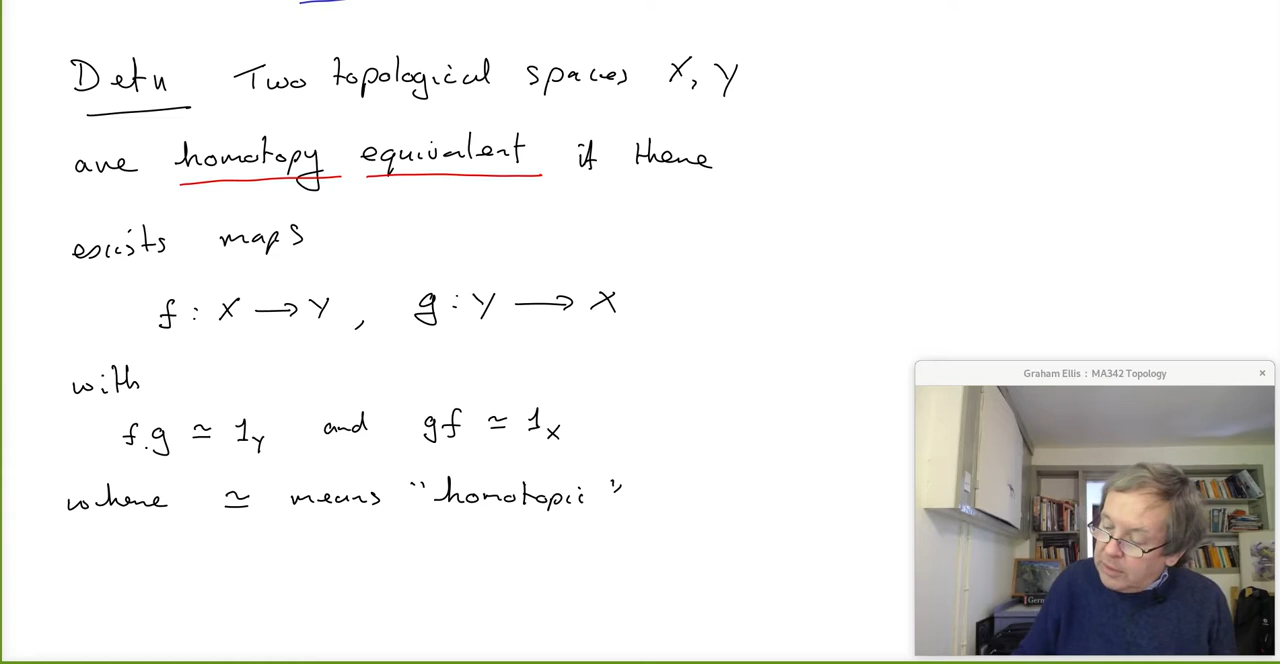 Defn Two topological spaces X, Y
are homotopy equivalent if there
exists maps
f : X ⟶ Y , g : Y ⟶ X
with
f.g ≃ 1_Y and gf ≃ 1_X
where ≃ means "homotopic"
Graham Ellis : MA342 Topology ×
Germ